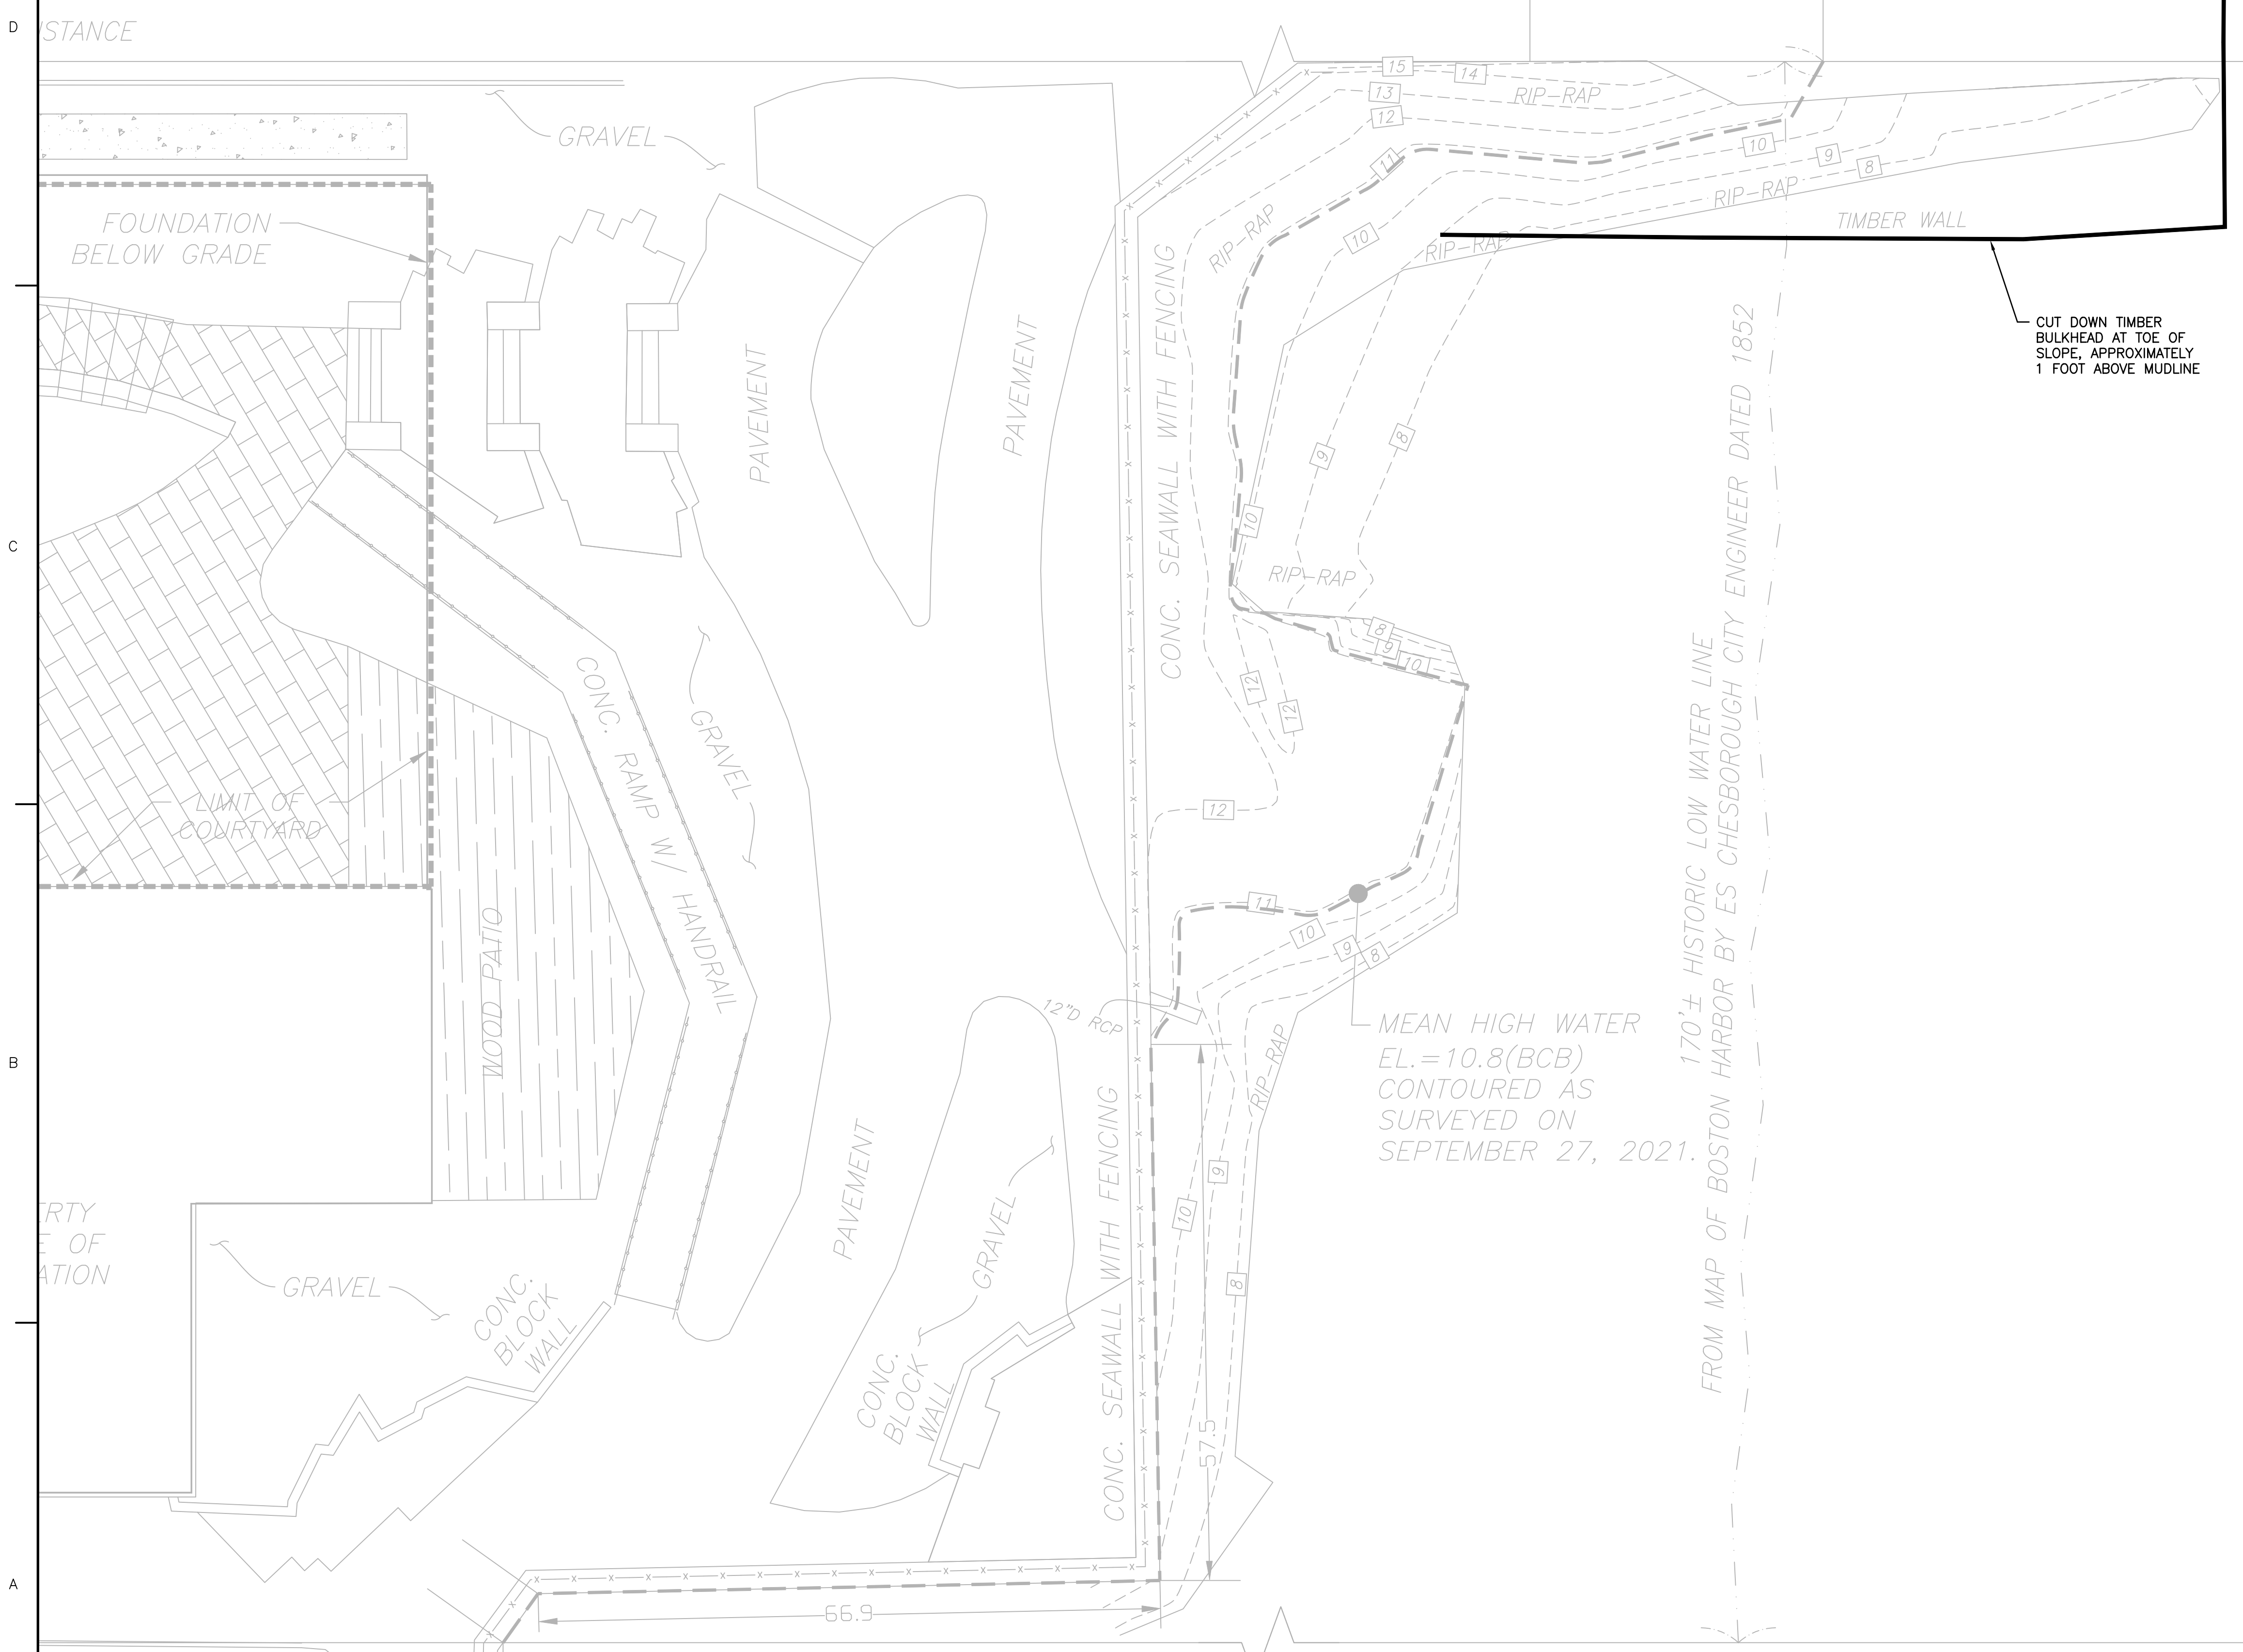 D
STANCE
GRAVEL
15
14
13
12
RIP-RAP
11
10
9
8
RIP-RAP
TIMBER WALL
FOUNDATION
BELOW GRADE
RIP-RAP
10
RIP-RAP
CUT DOWN TIMBER
BULKHEAD AT TOE OF
SLOPE, APPROXIMATELY
1 FOOT ABOVE MUDLINE
PAVEMENT
PAVEMENT
CONC. SEAWALL WITH FENCING
9
8
10
C
RIP-RAP
8
9
10
12
12
CONC. RAMP W/ HANDRAIL
GRAVEL
LIMIT OF
COURTYARD
12
11
10
9
8
WOOD PATIO
12"D RCP
RIP-RAP
MEAN HIGH WATER
EL.=10.8(BCB)
CONTOURED AS
SURVEYED ON
SEPTEMBER 27, 2021.
170'± HISTORIC LOW WATER LINE
FROM MAP OF BOSTON HARBOR BY ES CHESBOROUGH CITY ENGINEER DATED 1852
B
PAVEMENT
GRAVEL
CONC. SEAWALL WITH FENCING
10
9
8
RTY
E OF
ATION
GRAVEL
CONC.
BLOCK
WALL
CONC.
BLOCK
WALL
57.5
A
66.9